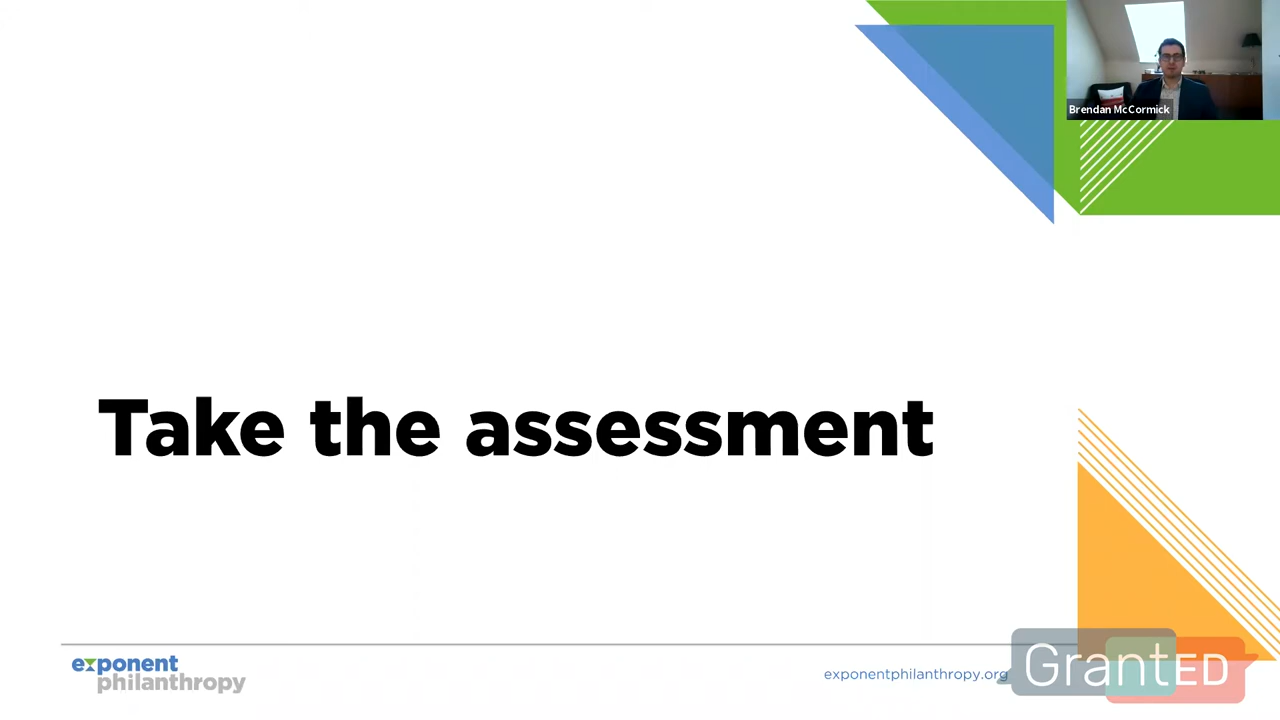 Brendan McCormick
Take the assessment
exponent
philanthropy
exponentphilanthropy.org
GrantED